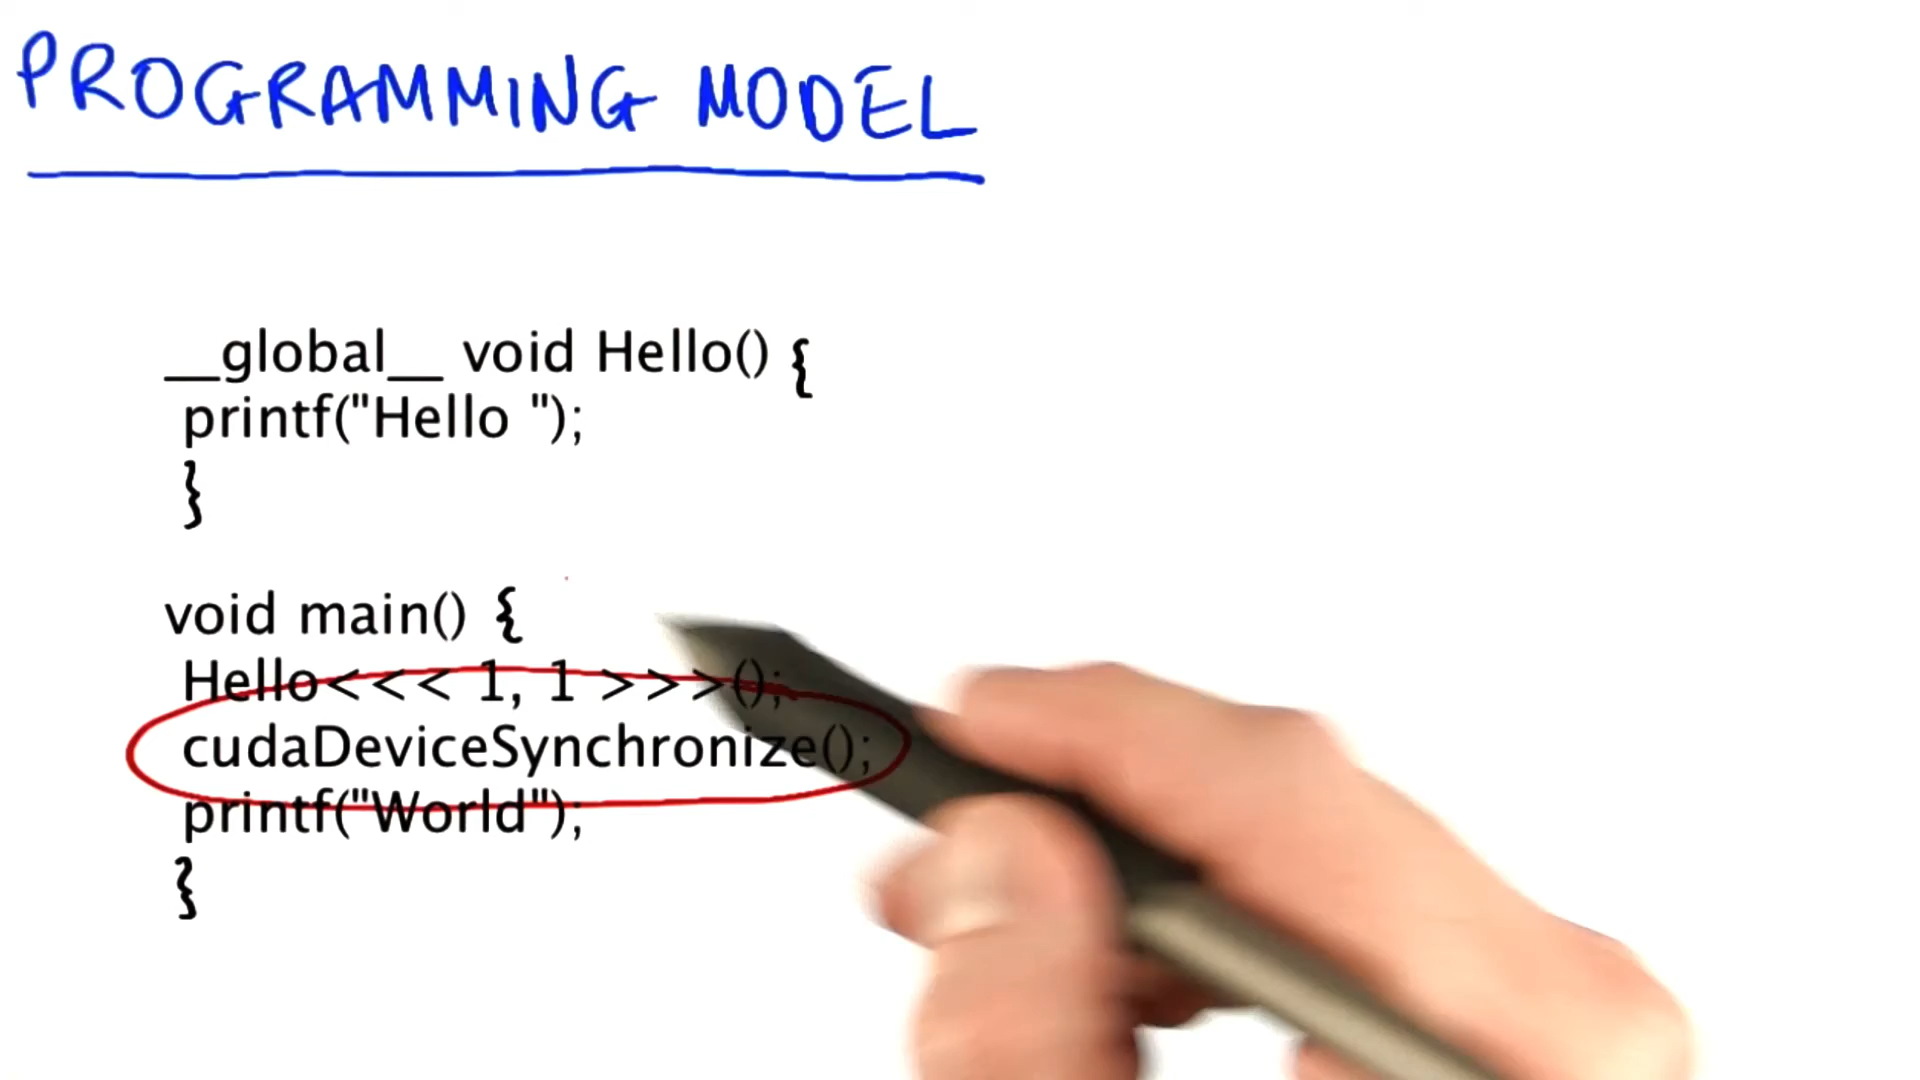 PROGRAMMING MODEL
__global__ void Hello() {
printf("Hello ");
}
void main() {
Hello<<< 1, 1 >>>();
cudaDeviceSynchronize();
printf("World");
}